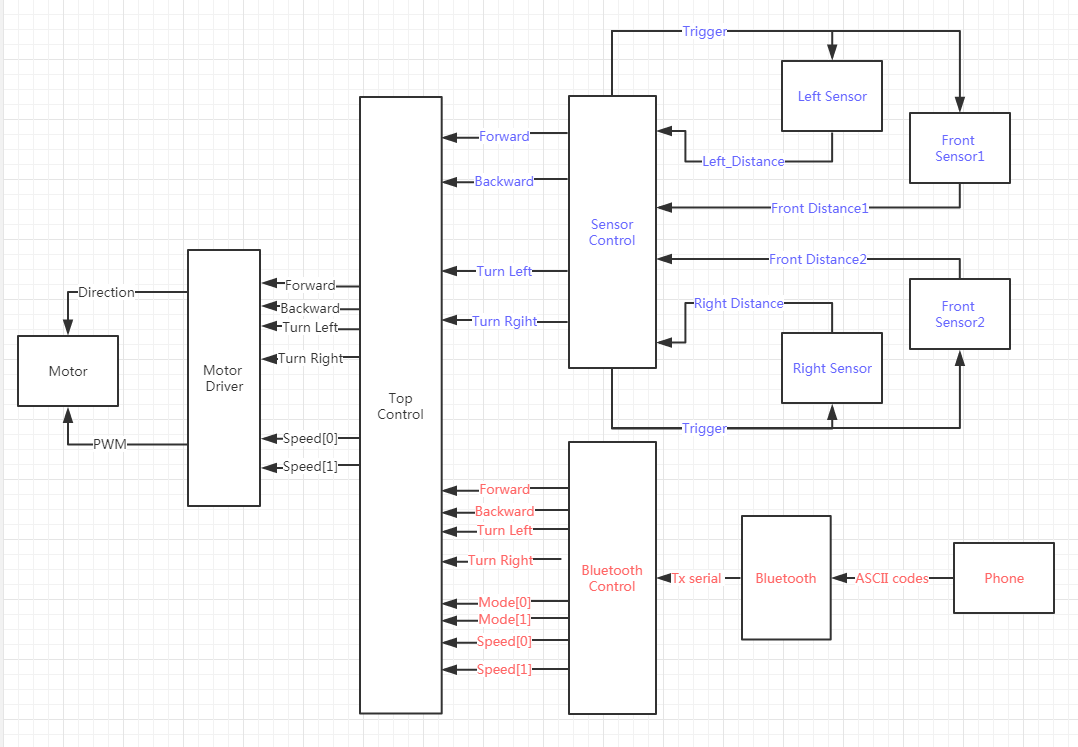 Trigger
Left Sensor
Front
Sensor1
Forward
Left_Distance
Backward
Front Distance1
Sensor
Control
Front Distance2
Turn Left
Right Distance
Front
Sensor2
Turn Rgiht
Right Sensor
Trigger
Direction
Forward
Backward
Turn Left
Turn Right
Motor
Motor
Driver
Top
Control
PWM
Speed[0]
Speed[1]
Forward
Backward
Turn Left
Turn Right
Mode[0]
Mode[1]
Speed[0]
Speed[1]
Bluetooth
Control
Tx serial
Bluetooth
ASCII codes
Phone